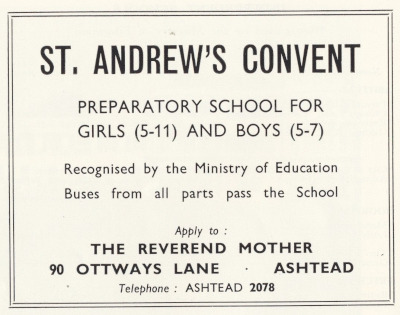 ST. ANDREW'S CONVENT
PREPARATORY SCHOOL FOR
GIRLS (5-11) AND BOYS (5-7)
Recognised by the Ministry of Education
Buses from all parts pass the School
Apply to :
THE REVEREND MOTHER
90 OTTWAYS LANE · ASHTEAD
Telephone : ASHTEAD 2078